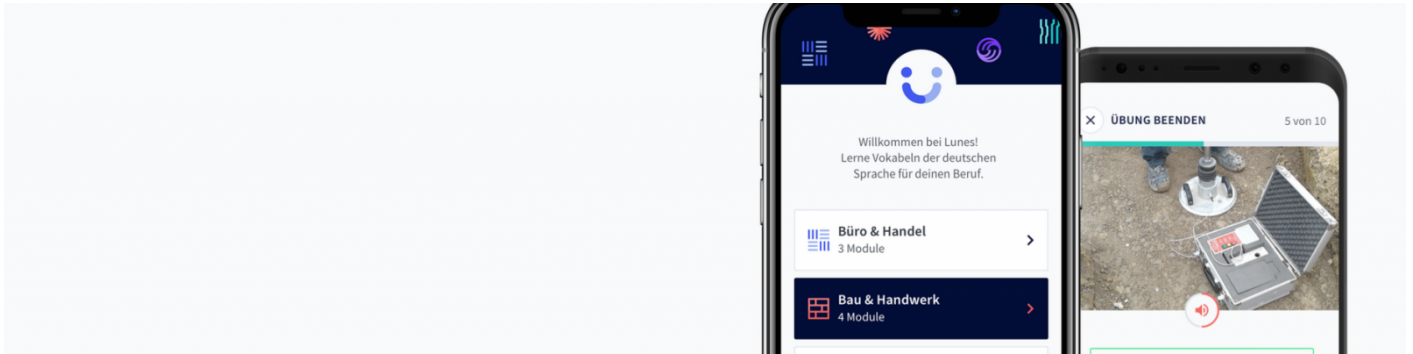 Willkommen bei Lunes!
Lerne Vokabeln der deutschen
Sprache für deinen Beruf.
Büro & Handel
3 Module
Bau & Handwerk
4 Module
ÜBUNG BEENDEN
5 von 10